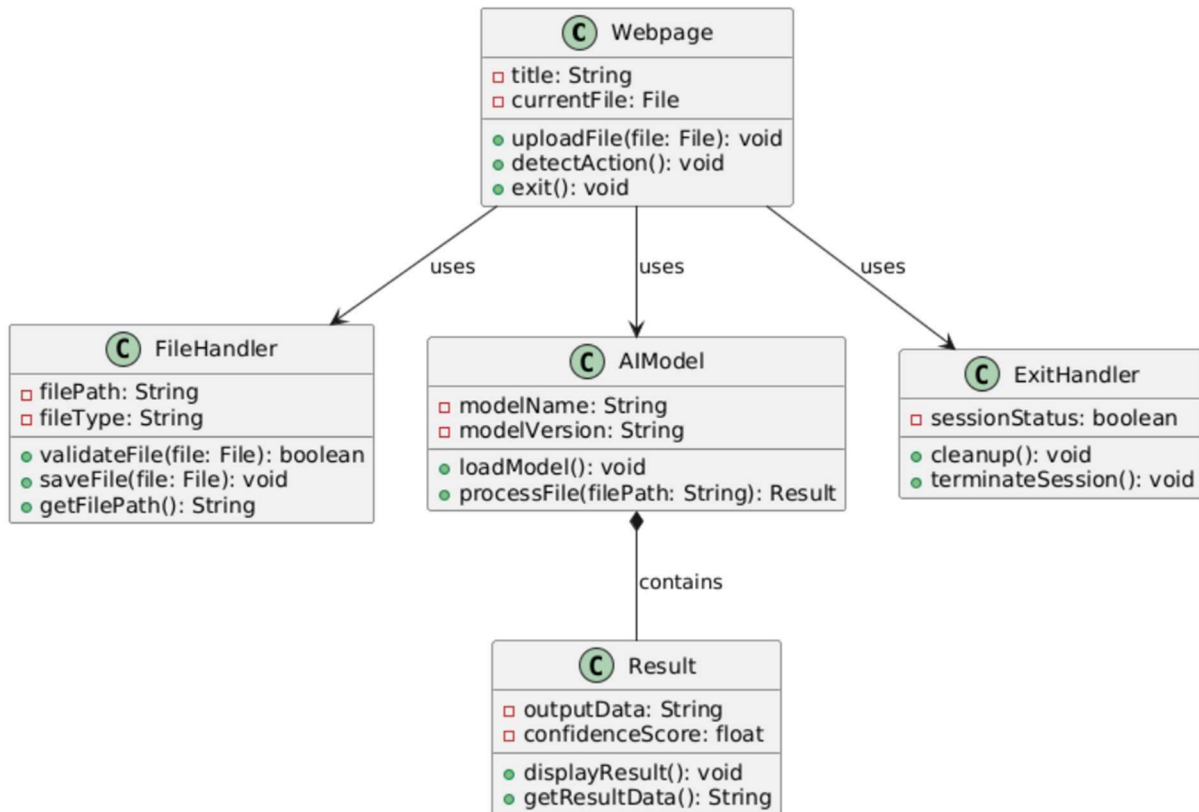 C Webpage
title: String
currentFile: File
uploadFile(file: File): void
detectAction(): void
exit(): void
uses
uses
uses
C FileHandler
filePath: String
fileType: String
validateFile(file: File): boolean
saveFile(file: File): void
getFilePath(): String
C AIModel
modelName: String
modelVersion: String
loadModel(): void
processFile(filePath: String): Result
C ExitHandler
sessionStatus: boolean
cleanup(): void
terminateSession(): void
contains
C Result
outputData: String
confidenceScore: float
displayResult(): void
getResultData(): String